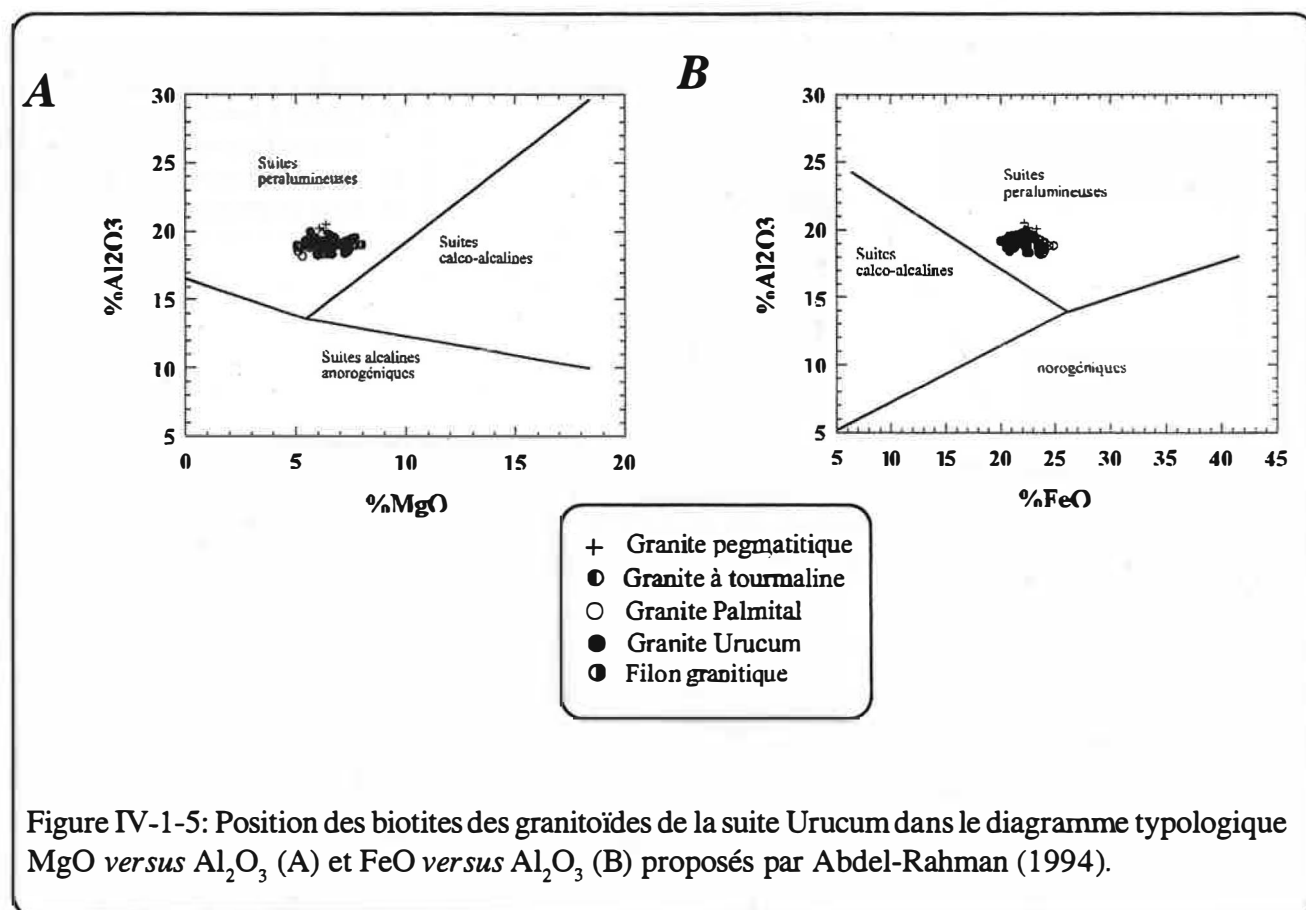 A
30
25
20
15
10
5
%Al2O3
Suites
peralumineuses
Suites
calco-alcalines
Suites alcalines
anorogéniques
0 5 10 15 20
%MgO
B
30
25
20
15
10
5
%Al2O3
Suites
peralumineuses
Suites
calco-alcalines
norogéniques
5 10 15 20 25 30 35 40 45
%FeO
+ Granite pegmatitique
◐ Granite à tourmaline
○ Granite Palmital
● Granite Urucum
◑ Filon granitique
Figure IV-1-5: Position des biotites des granitoïdes de la suite Urucum dans le diagramme typologique
MgO versus Al₂O₃ (A) et FeO versus Al₂O₃ (B) proposés par Abdel-Rahman (1994).